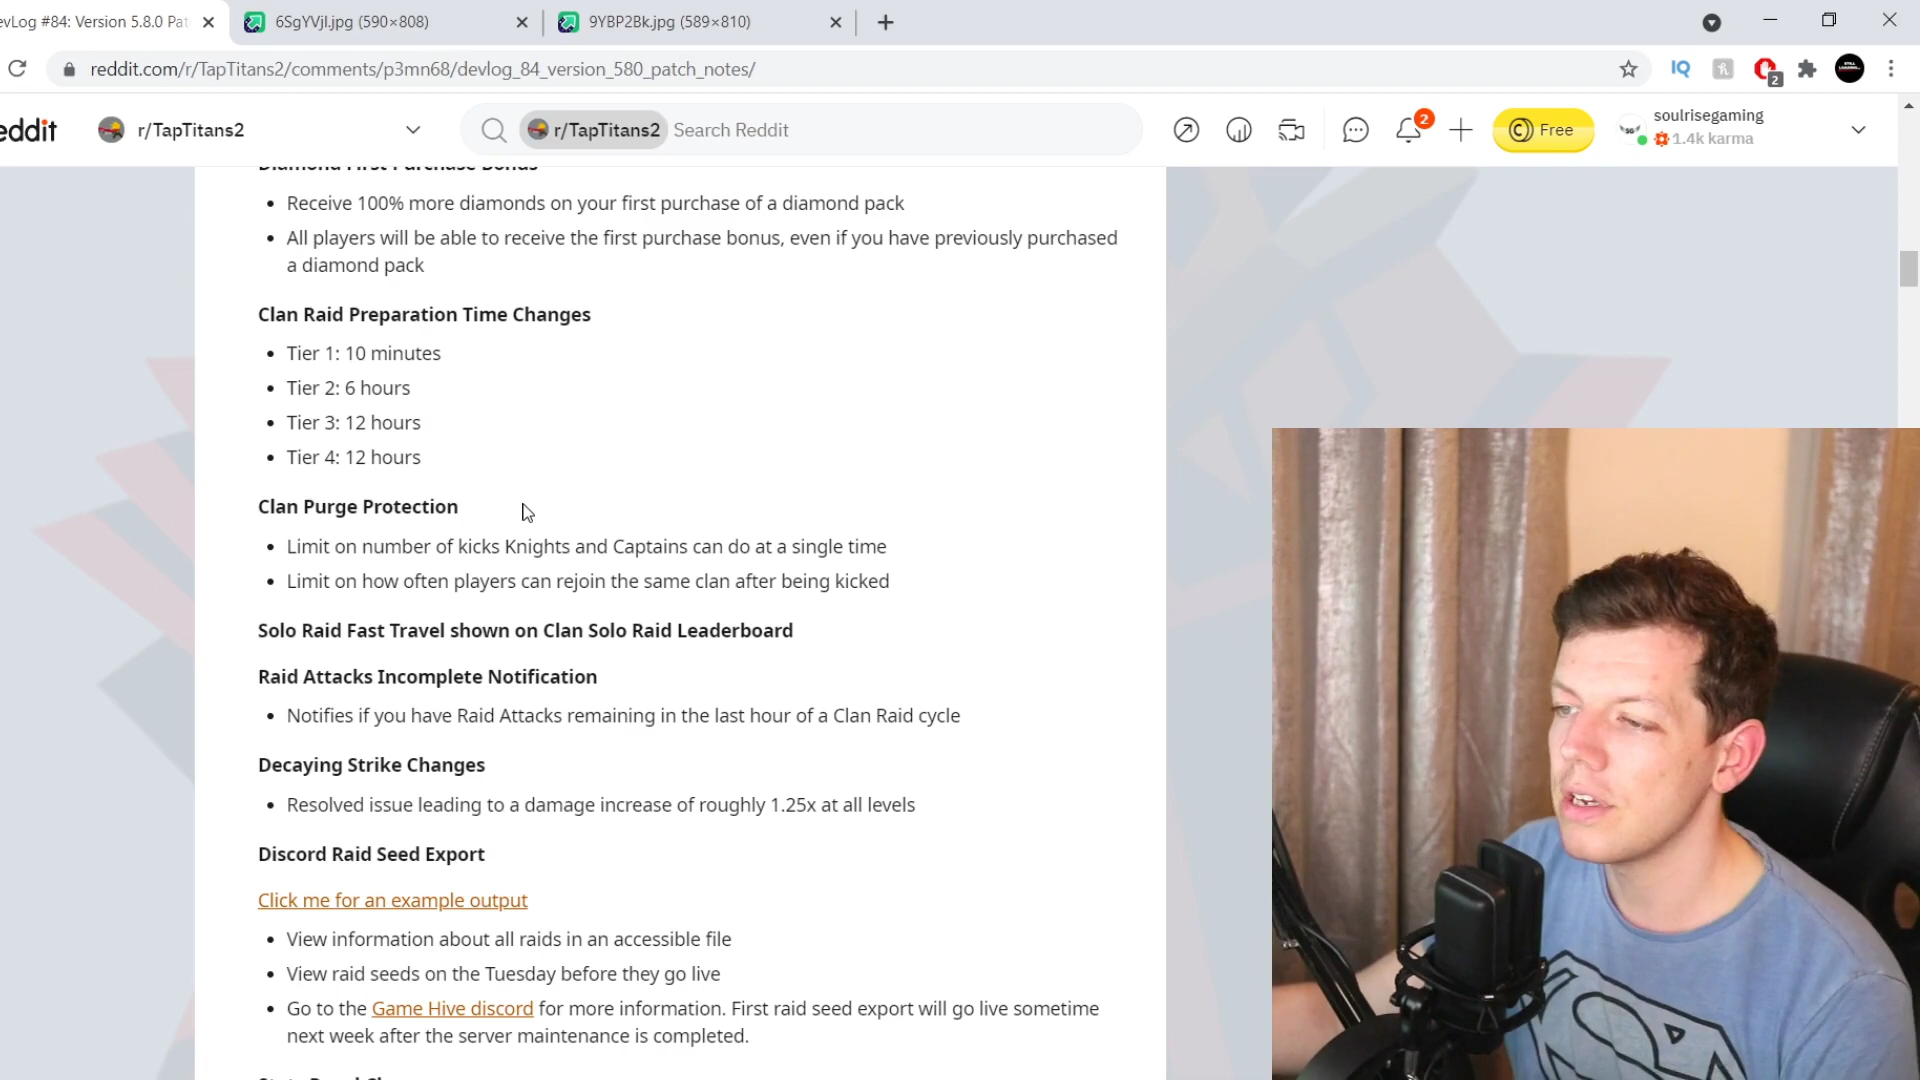 evLog #84: Version 5.8.0 Pat
6SgYVjI.jpg (590×808)
9YBP2Bk.jpg (589×810)
reddit.com/r/TapTitans2/comments/p3mn68/devlog_84_version_580_patch_notes/
IQ
2
eddit
r/TapTitans2
r/TapTitans2 Search Reddit
2
Free
soulrisegaming
1.4k karma
Diamond First Purchase Bonus
• Receive 100% more diamonds on your first purchase of a diamond pack
• All players will be able to receive the first purchase bonus, even if you have previously purchased
a diamond pack
Clan Raid Preparation Time Changes
• Tier 1: 10 minutes
• Tier 2: 6 hours
• Tier 3: 12 hours
• Tier 4: 12 hours
Clan Purge Protection
• Limit on number of kicks Knights and Captains can do at a single time
• Limit on how often players can rejoin the same clan after being kicked
Solo Raid Fast Travel shown on Clan Solo Raid Leaderboard
Raid Attacks Incomplete Notification
• Notifies if you have Raid Attacks remaining in the last hour of a Clan Raid cycle
Decaying Strike Changes
• Resolved issue leading to a damage increase of roughly 1.25x at all levels
Discord Raid Seed Export
Click me for an example output
• View information about all raids in an accessible file
• View raid seeds on the Tuesday before they go live
• Go to the Game Hive discord for more information. First raid seed export will go live sometime
next week after the server maintenance is completed.